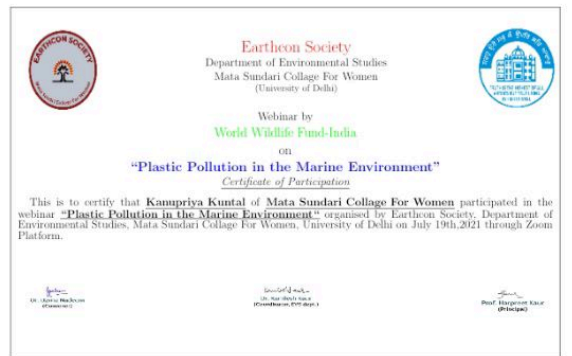 EARTHCON SOCIETY
Earthcon Society
Department of Environmental Studies
Mata Sundari Collage For Women
(University of Delhi)
Webinar by
World Wildlife Fund-India
on
“Plastic Pollution in the Marine Environment”
Certificate of Participation
This is to certify that Kanupriya Kuntal of Mata Sundari Collage For Women participated in the
webinar “Plastic Pollution in the Marine Environment“ organised by Earthcon Society, Department of
Environmental Studies, Mata Sundari Collage For Women, University of Delhi on July 19th,2021 through Zoom
Platform.
Prof. Harpreet Kaur
(Principal)